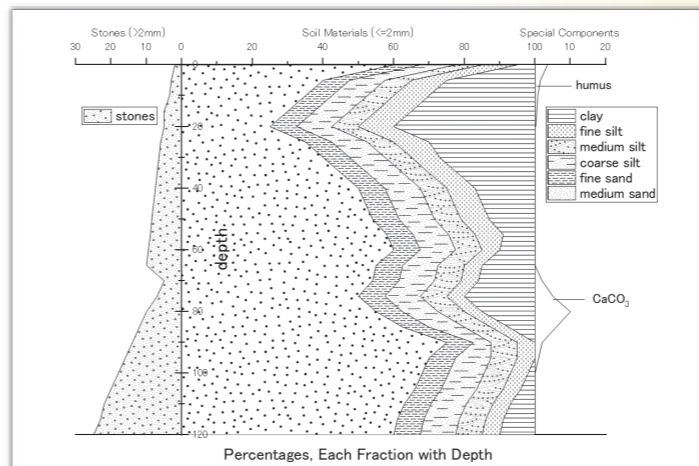 Stones (>2mm) Soil Materials (<=2mm) Special Components
30 20 10 0 20 40 60 80 100 10 20
0
humus
stones
clay
fine silt
medium silt
coarse silt
fine sand
medium sand
20
40
depth
60
CaCO3
80
100
120
Percentages, Each Fraction with Depth